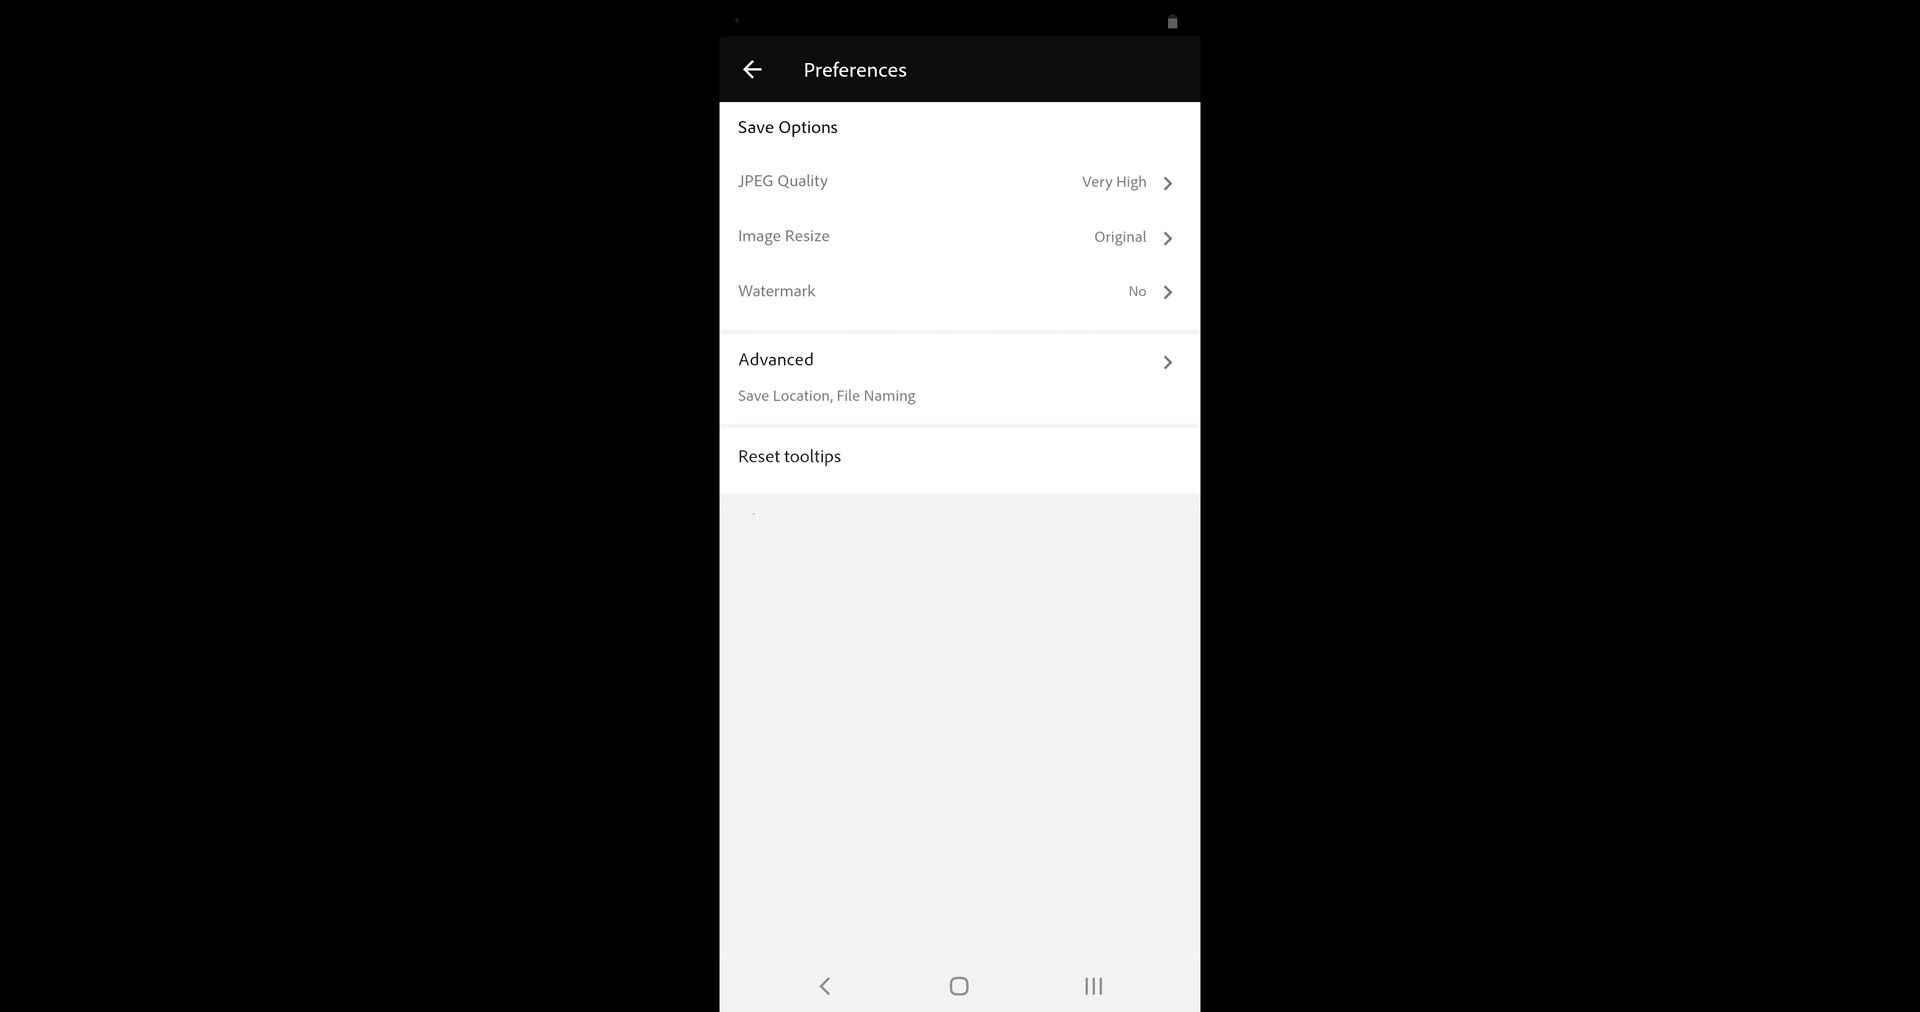 Preferences
Save Options
JPEG Quality Very High
Image Resize Original
Watermark No
Advanced
Save Location, File Naming
Reset tooltips